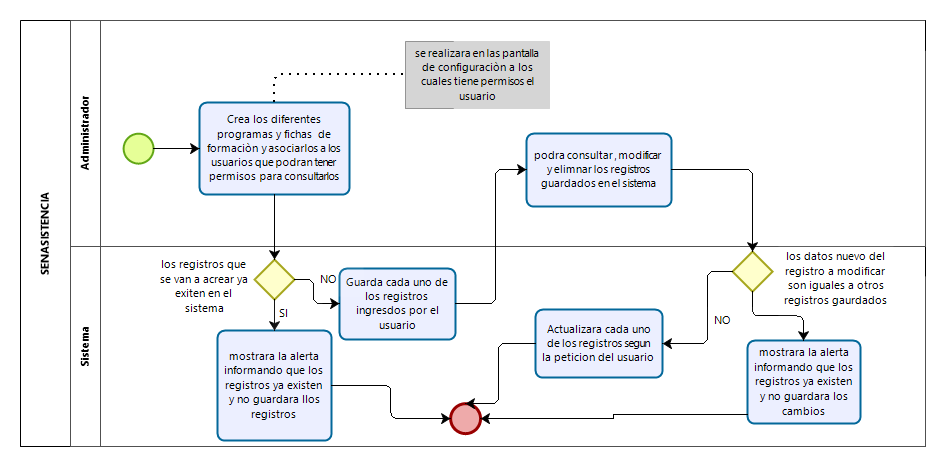 SENASISTENCIA
Administrador
se realizara en las pantalla
de configuraciòn a los
cuales tiene permisos el
usuario
Crea los diferentes
programas y fichas de
formaciòn y asociarlos a los
usuarios que podran tener
permisos para consultarlos
podra consultar, modificar
y elimnar los registros
guardados en el sistema
Sistema
los registros que
se van a acrear ya
exiten en el
sistema
NO
SI
Guarda cada uno de
los registros
ingresdos por el
usuario
mostrara la alerta
informando que los
registros ya existen
y no guardara llos
registros
los datos nuevo del
registro a modificar
son iguales a otros
registros gaurdados
NO
Actualizara cada uno
de los registros segun
la peticion del usuario
mostrara la alerta
informando que los
registros ya existen
y no guardara los
cambios